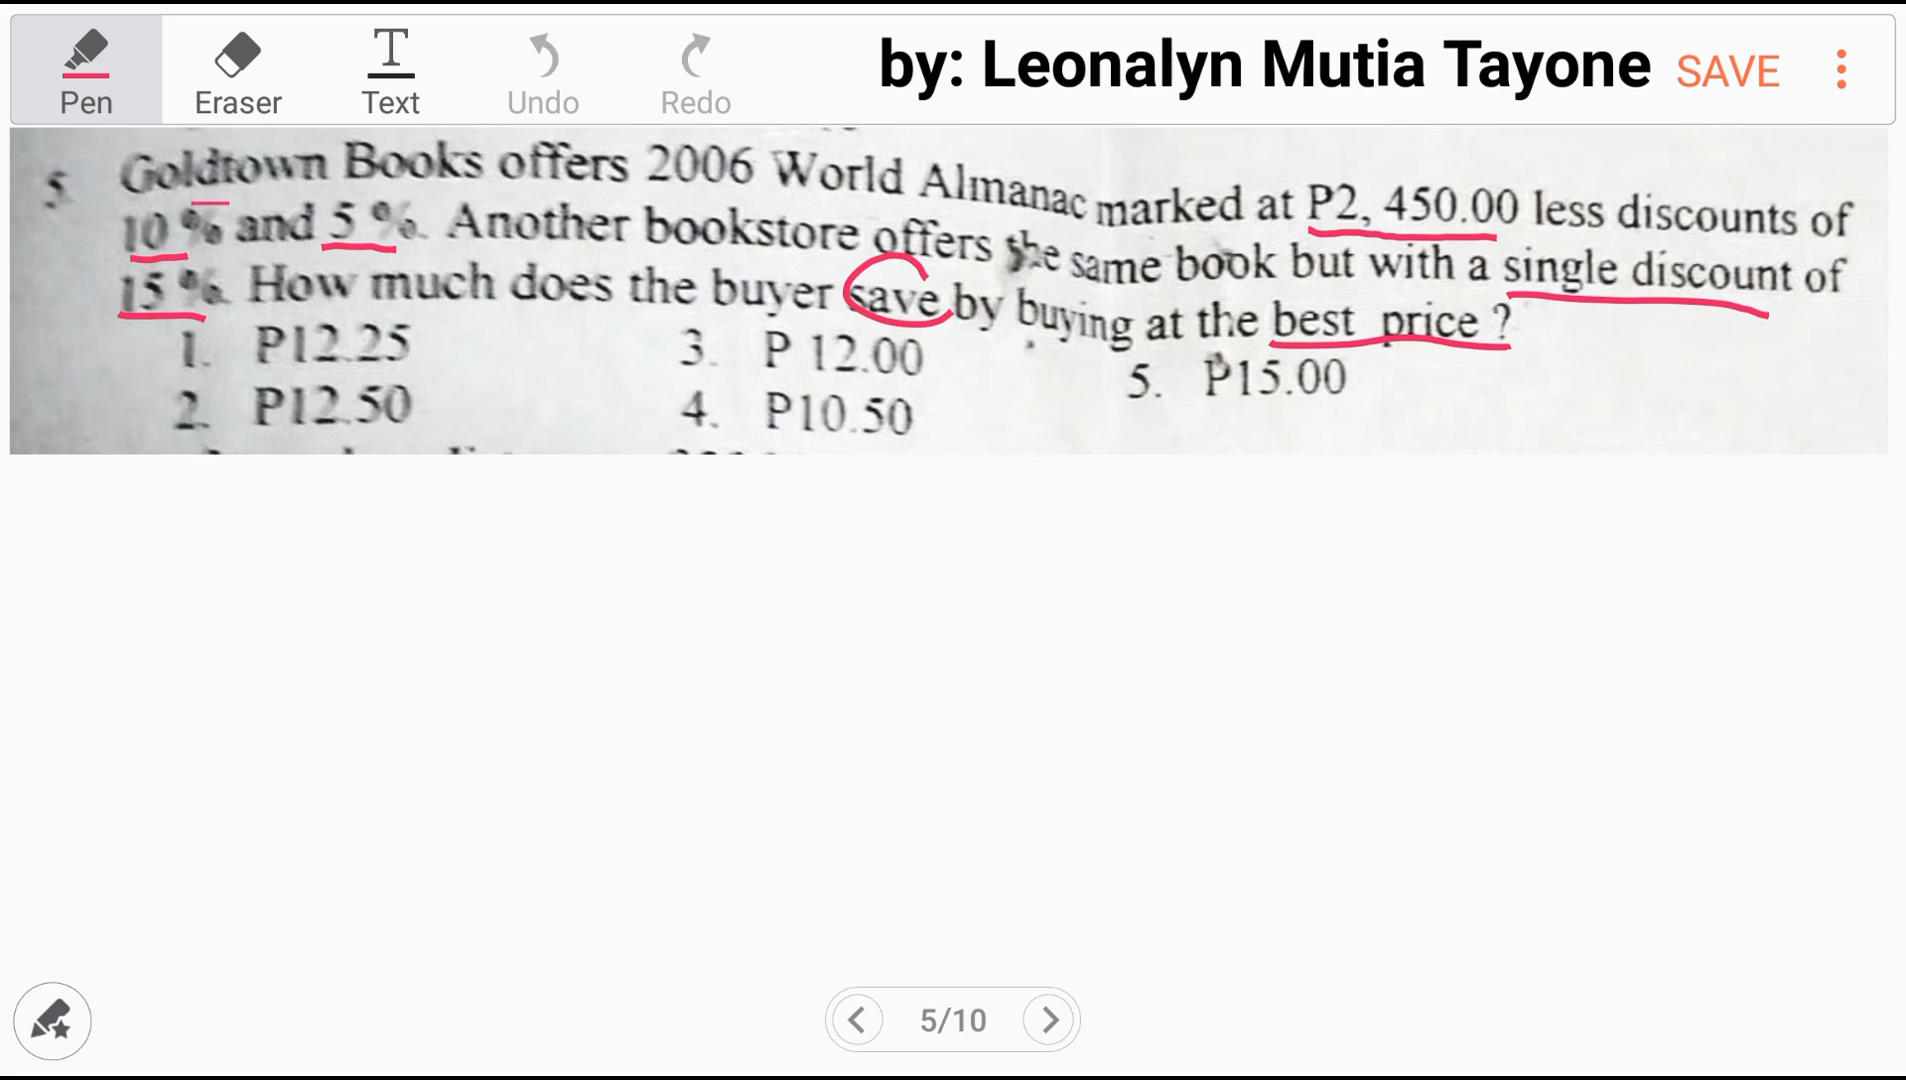 Pen Eraser Text Undo Redo by: Leonalyn Mutia Tayone SAVE
5. Goldtown Books offers 2006 World Almanac marked at P2, 450.00 less discounts of
10 % and 5 %. Another bookstore offers the same book but with a single discount of
15 %. How much does the buyer save by buying at the best price ?
1. P12.25 3. P 12.00 5. P15.00
2. P12.50 4. P10.50
5/10